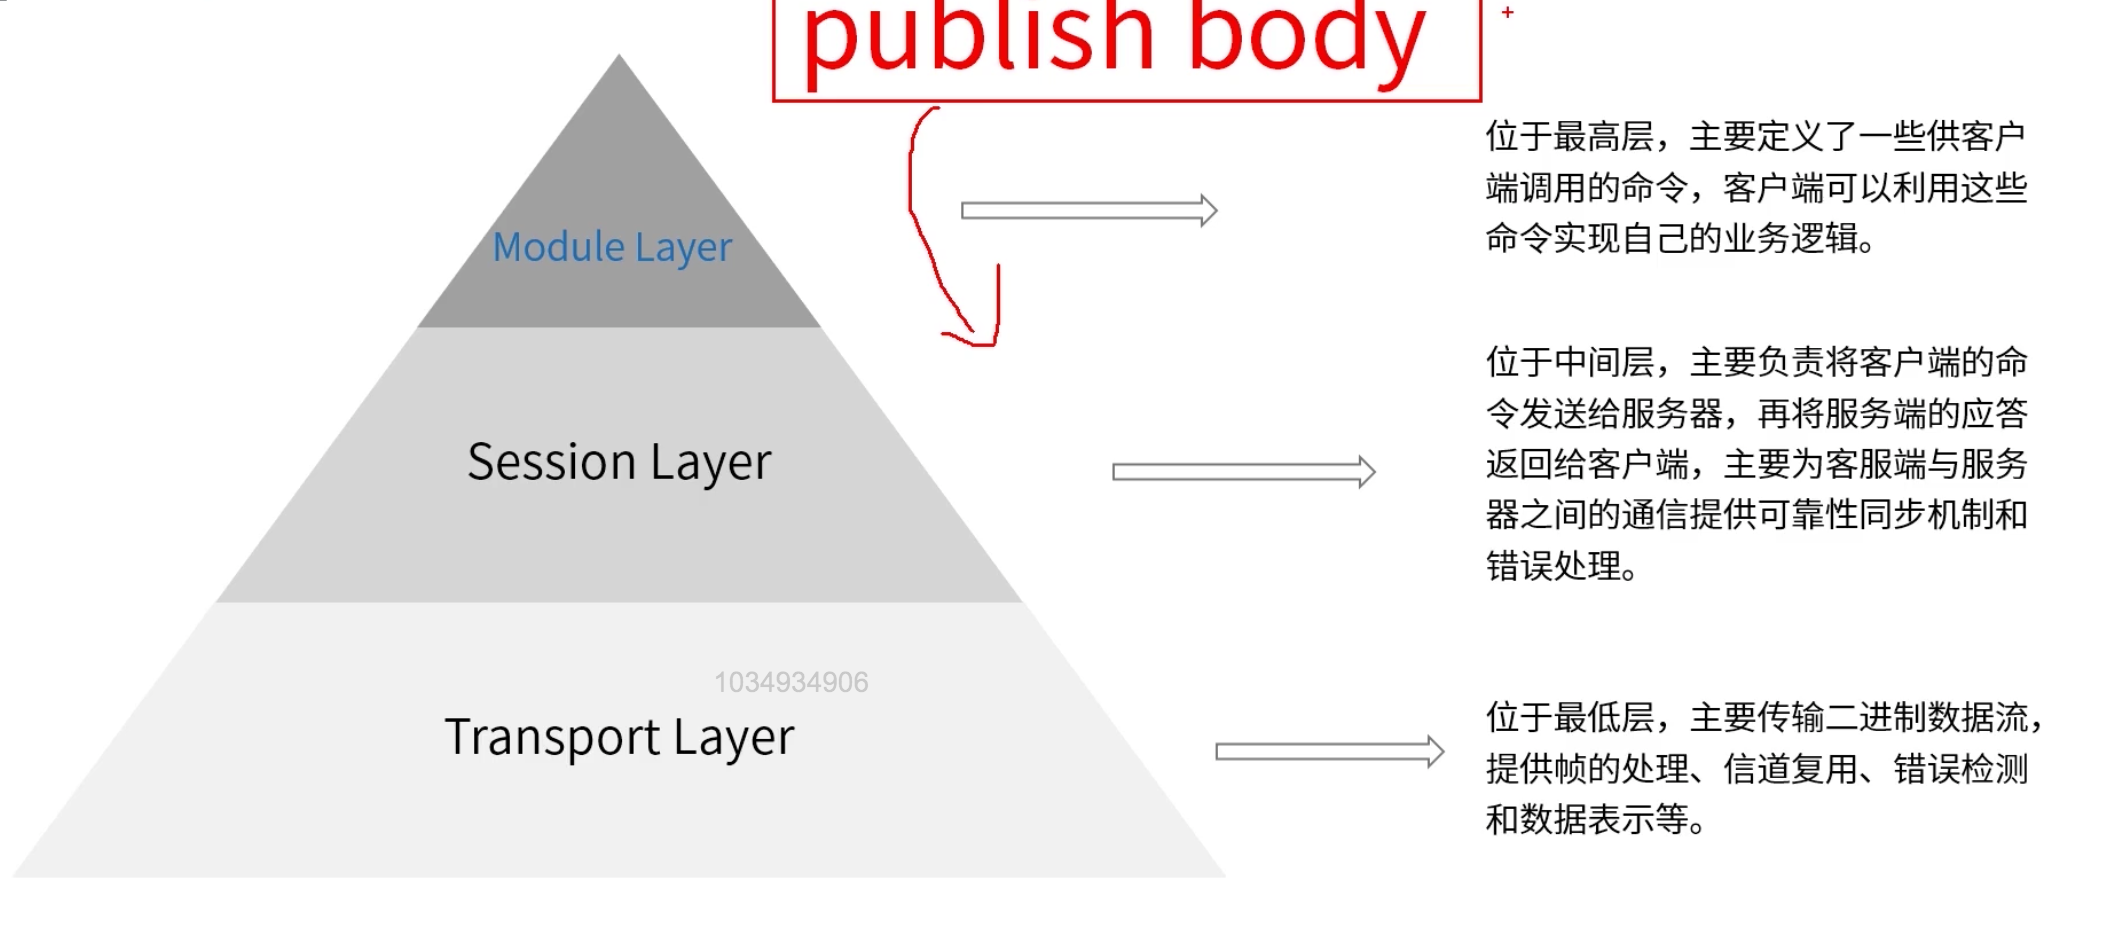 publish body
位于最高层，主要定义了一些供客户
端调用的命令，客户端可以利用这些
命令实现自己的业务逻辑。
Module Layer
位于中间层，主要负责将客户端的命
令发送给服务器，再将服务端的应答
返回给客户端，主要为客服端与服务
器之间的通信提供可靠性同步机制和
错误处理。
Session Layer
位于最低层，主要传输二进制数据流，
提供帧的处理、信道复用、错误检测
和数据表示等。
1034934906
Transport Layer